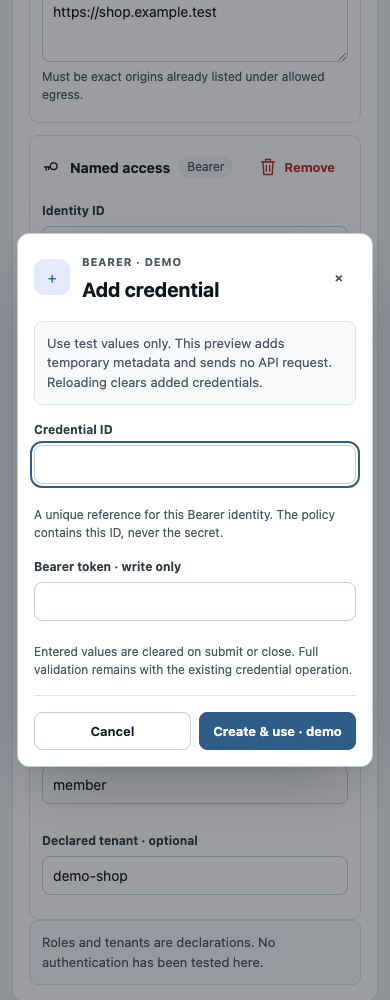 https://shop.example.test
Must be exact origins already listed under allowed
egress.
Named access
Bearer
Remove
Identity ID
+
BEARER · DEMO
Add credential
×
Use test values only. This preview adds
temporary metadata and sends no API request.
Reloading clears added credentials.
Credential ID
A unique reference for this Bearer identity. The policy
contains this ID, never the secret.
Bearer token · write only
Entered values are cleared on submit or close. Full
validation remains with the existing credential operation.
Cancel
Create & use · demo
member
Declared tenant · optional
demo-shop
Roles and tenants are declarations. No
authentication has been tested here.